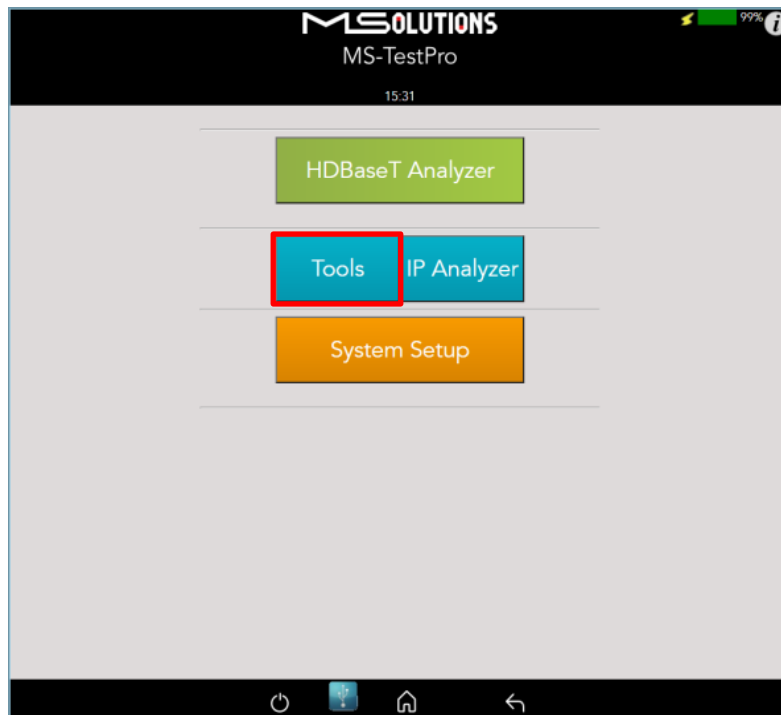 MSOLUTIONS
99%
MS-TestPro
15:31
HDBaseT Analyzer
Tools
IP Analyzer
System Setup